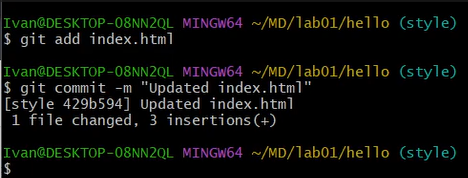 Ivan@DESKTOP-08NN2QL MINGW64 ~/MD/lab01/hello (style)
$ git add index.html
Ivan@DESKTOP-08NN2QL MINGW64 ~/MD/lab01/hello (style)
$ git commit -m "Updated index.html"
[style 429b594] Updated index.html
 1 file changed, 3 insertions(+)
Ivan@DESKTOP-08NN2QL MINGW64 ~/MD/lab01/hello (style)
$